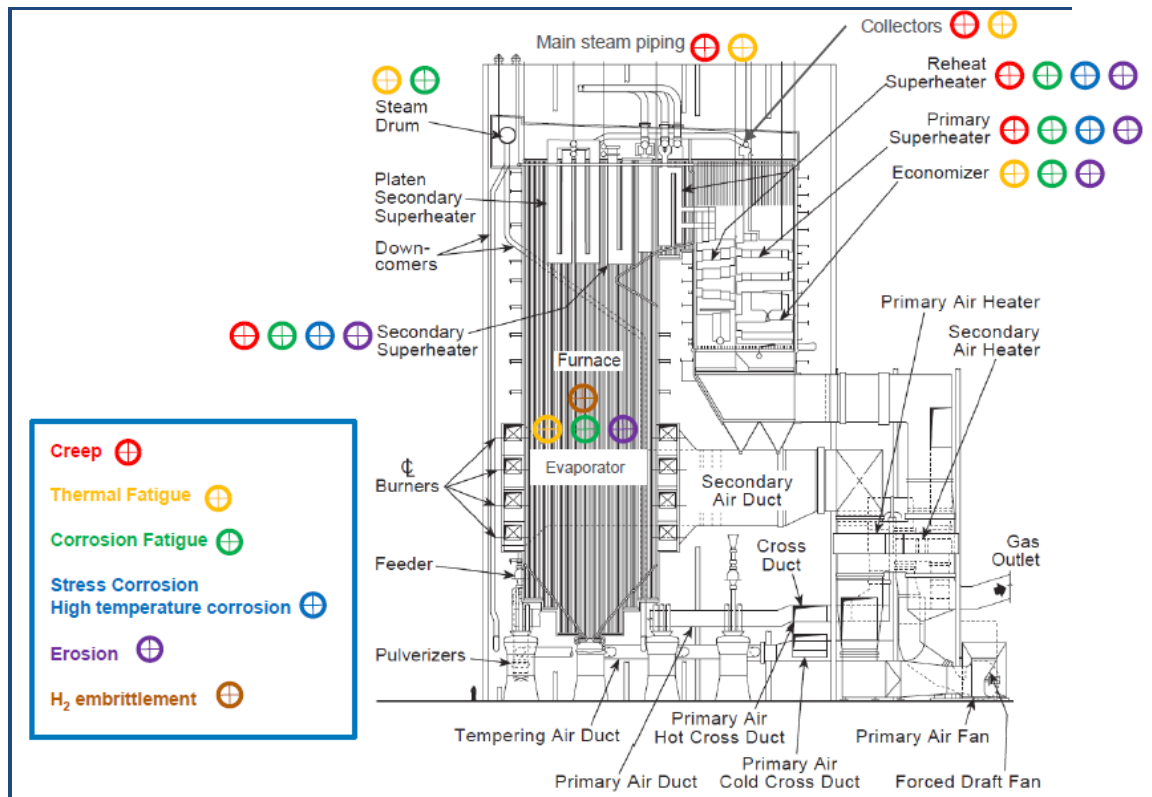 Main steam piping
Collectors
Reheat
Superheater
Steam
Drum
Primary
Superheater
Economizer
Platen
Secondary
Superheater
Down-
comers
Primary Air Heater
Secondary
Air Heater
Secondary
Superheater
Furnace
Creep
Thermal Fatigue
Corrosion Fatigue
Stress Corrosion
High temperature corrosion
Erosion
H₂ embrittlement
Evaporator
℄
Burners
Secondary
Air Duct
Feeder
Cross
Duct
Gas
Outlet
Pulverizers
Tempering Air Duct
Primary Air
Hot Cross Duct
Primary Air Fan
Primary Air Duct
Primary Air
Cold Cross Duct
Forced Draft Fan